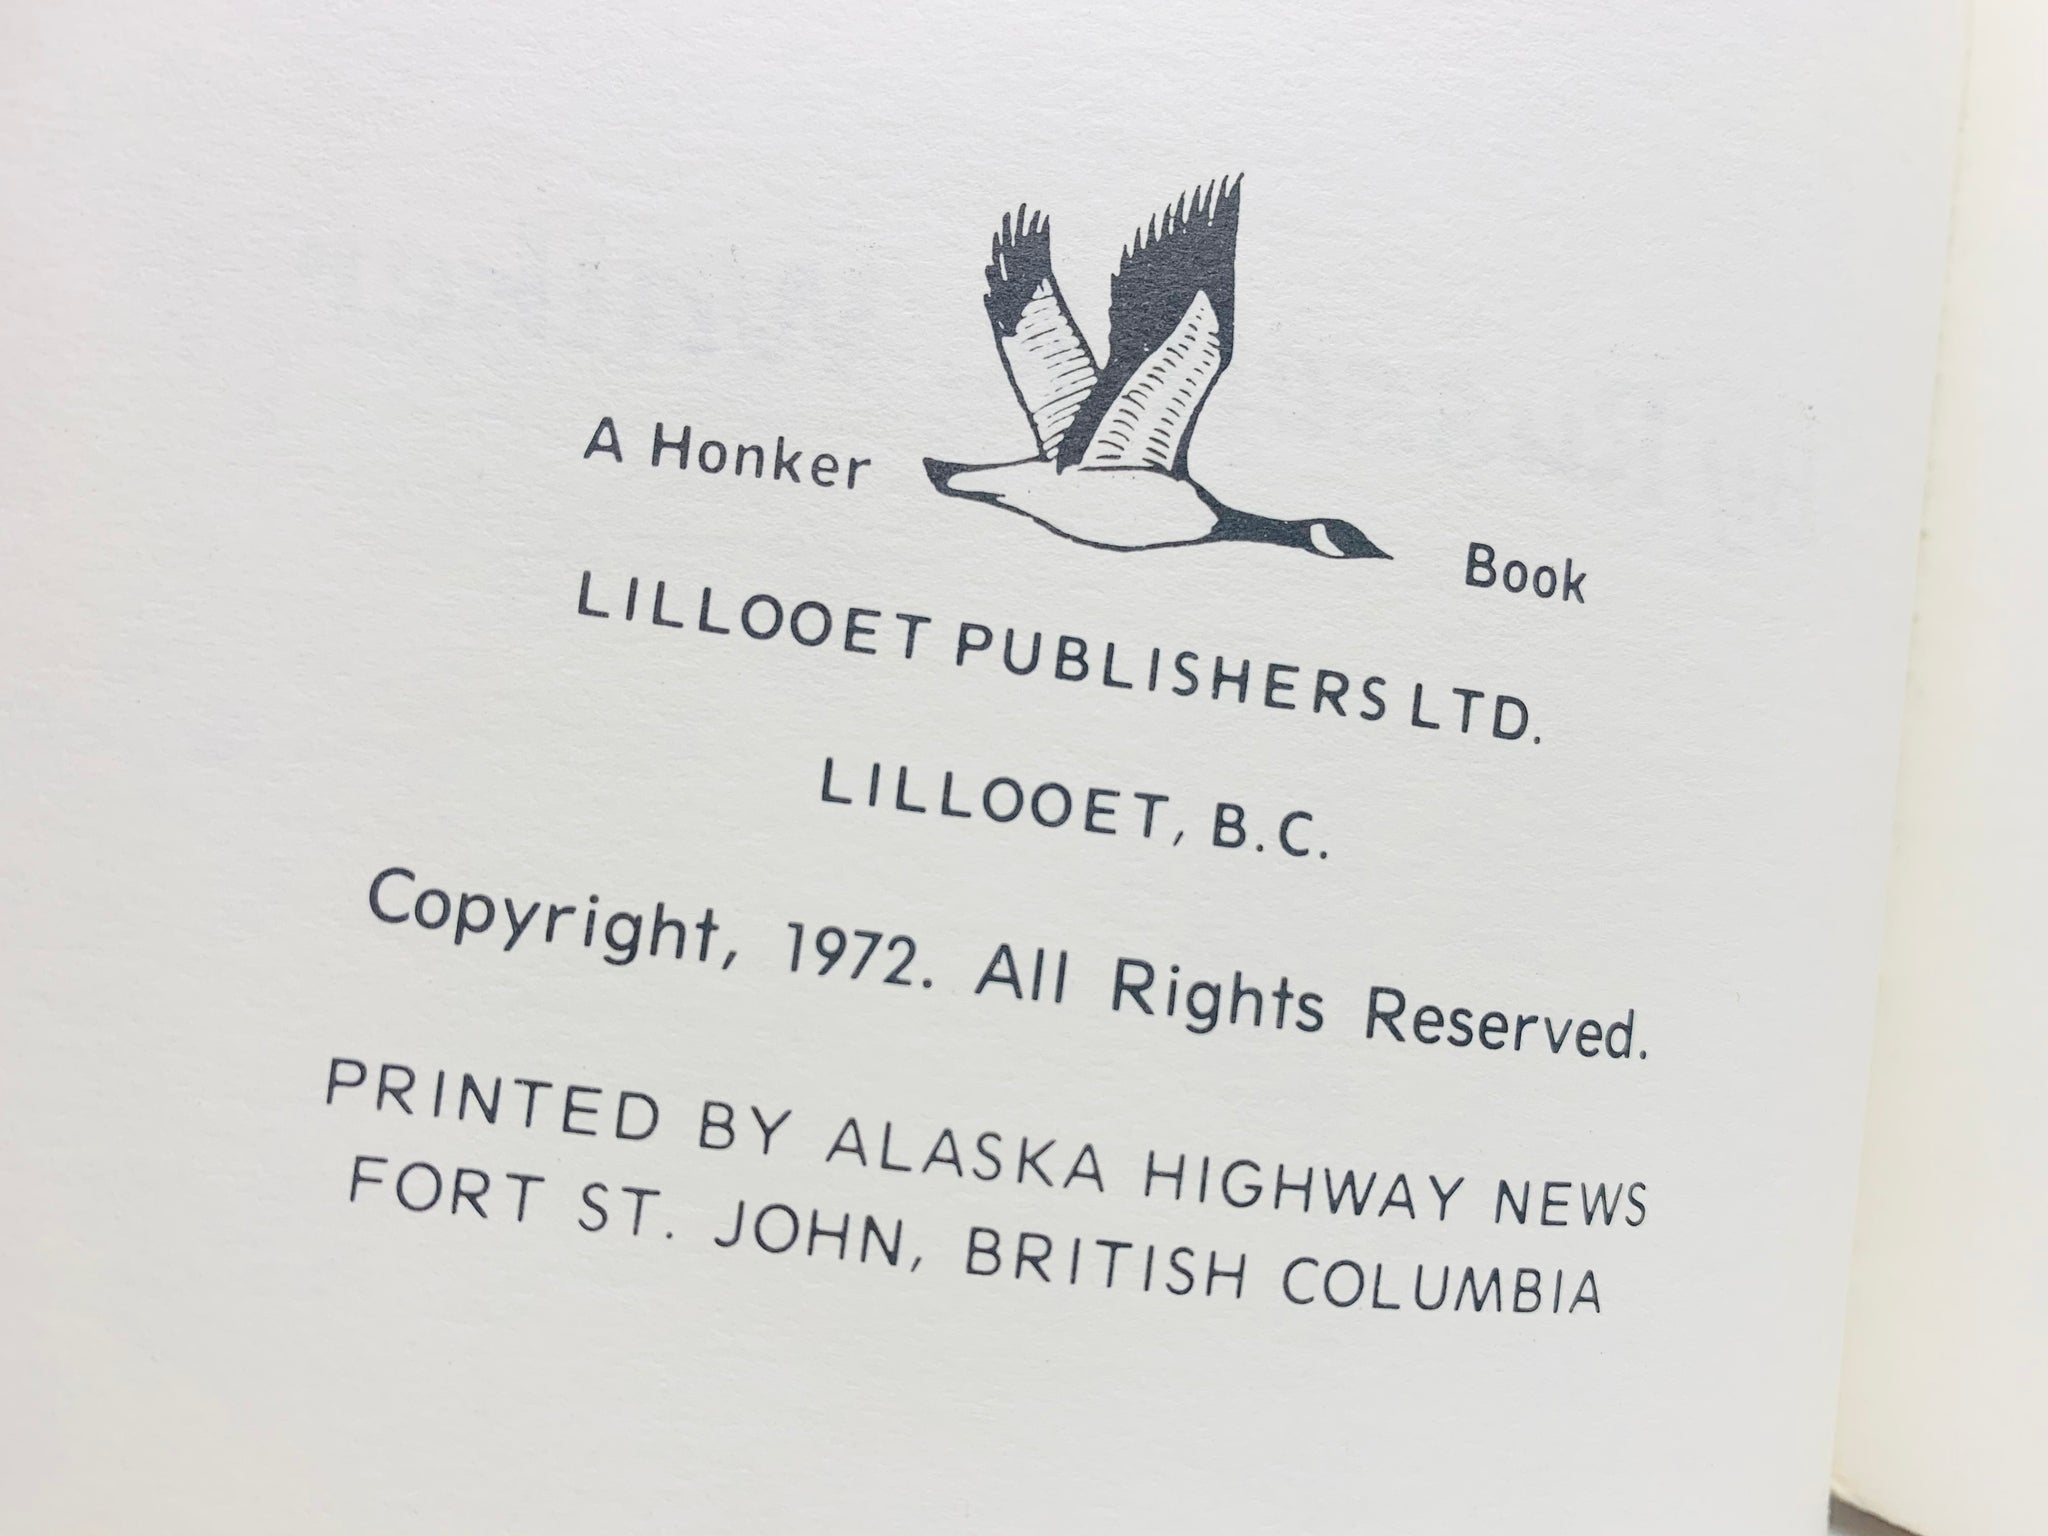 A Honker Book
LILLOOET PUBLISHERS LTD.
LILLOOET, B.C.
Copyright, 1972. All Rights Reserved.
PRINTED BY ALASKA HIGHWAY NEWS
FORT ST. JOHN, BRITISH COLUMBIA